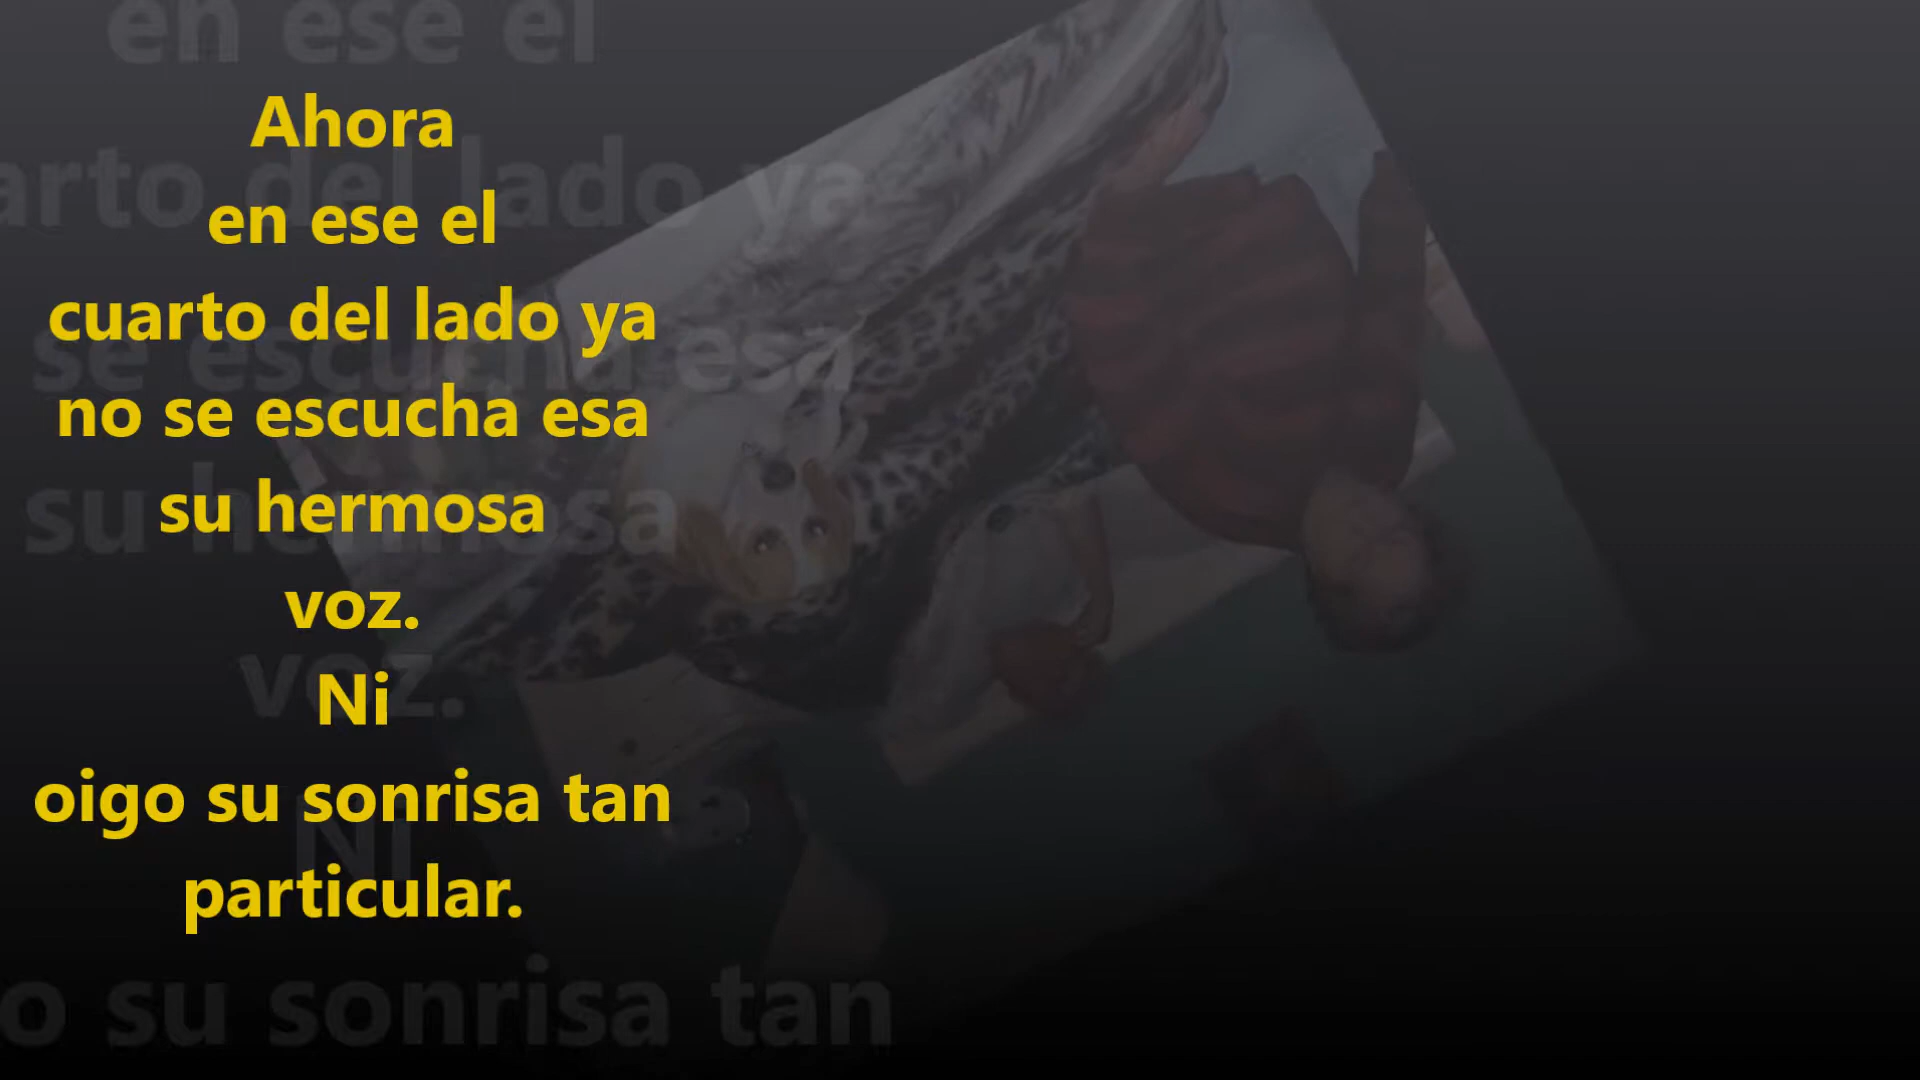 Ahora
en ese el
cuarto del lado ya
no se escucha esa
su hermosa
voz.
Ni
oigo su sonrisa tan
particular.